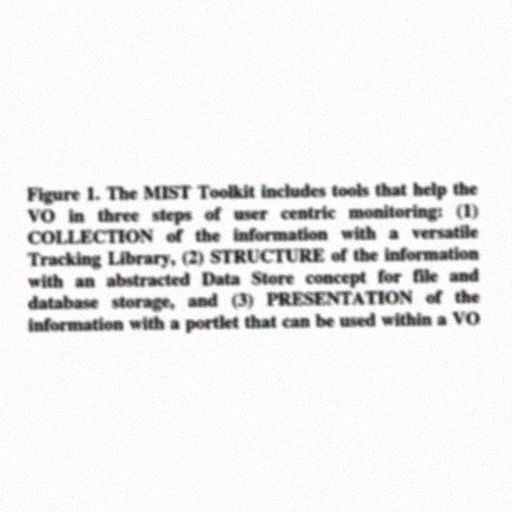 Figure 1. The MIST Toolkit includes tools that help the
VO in three steps of user centric monitoring: (1)
COLLECTION of the information with a versatile
Tracking Library, (2) STRUCTURE of the information
with an abstracted Data Store concept for file and
database storage, and (3) PRESENTATION of the
information with a portlet that can be used within a VO